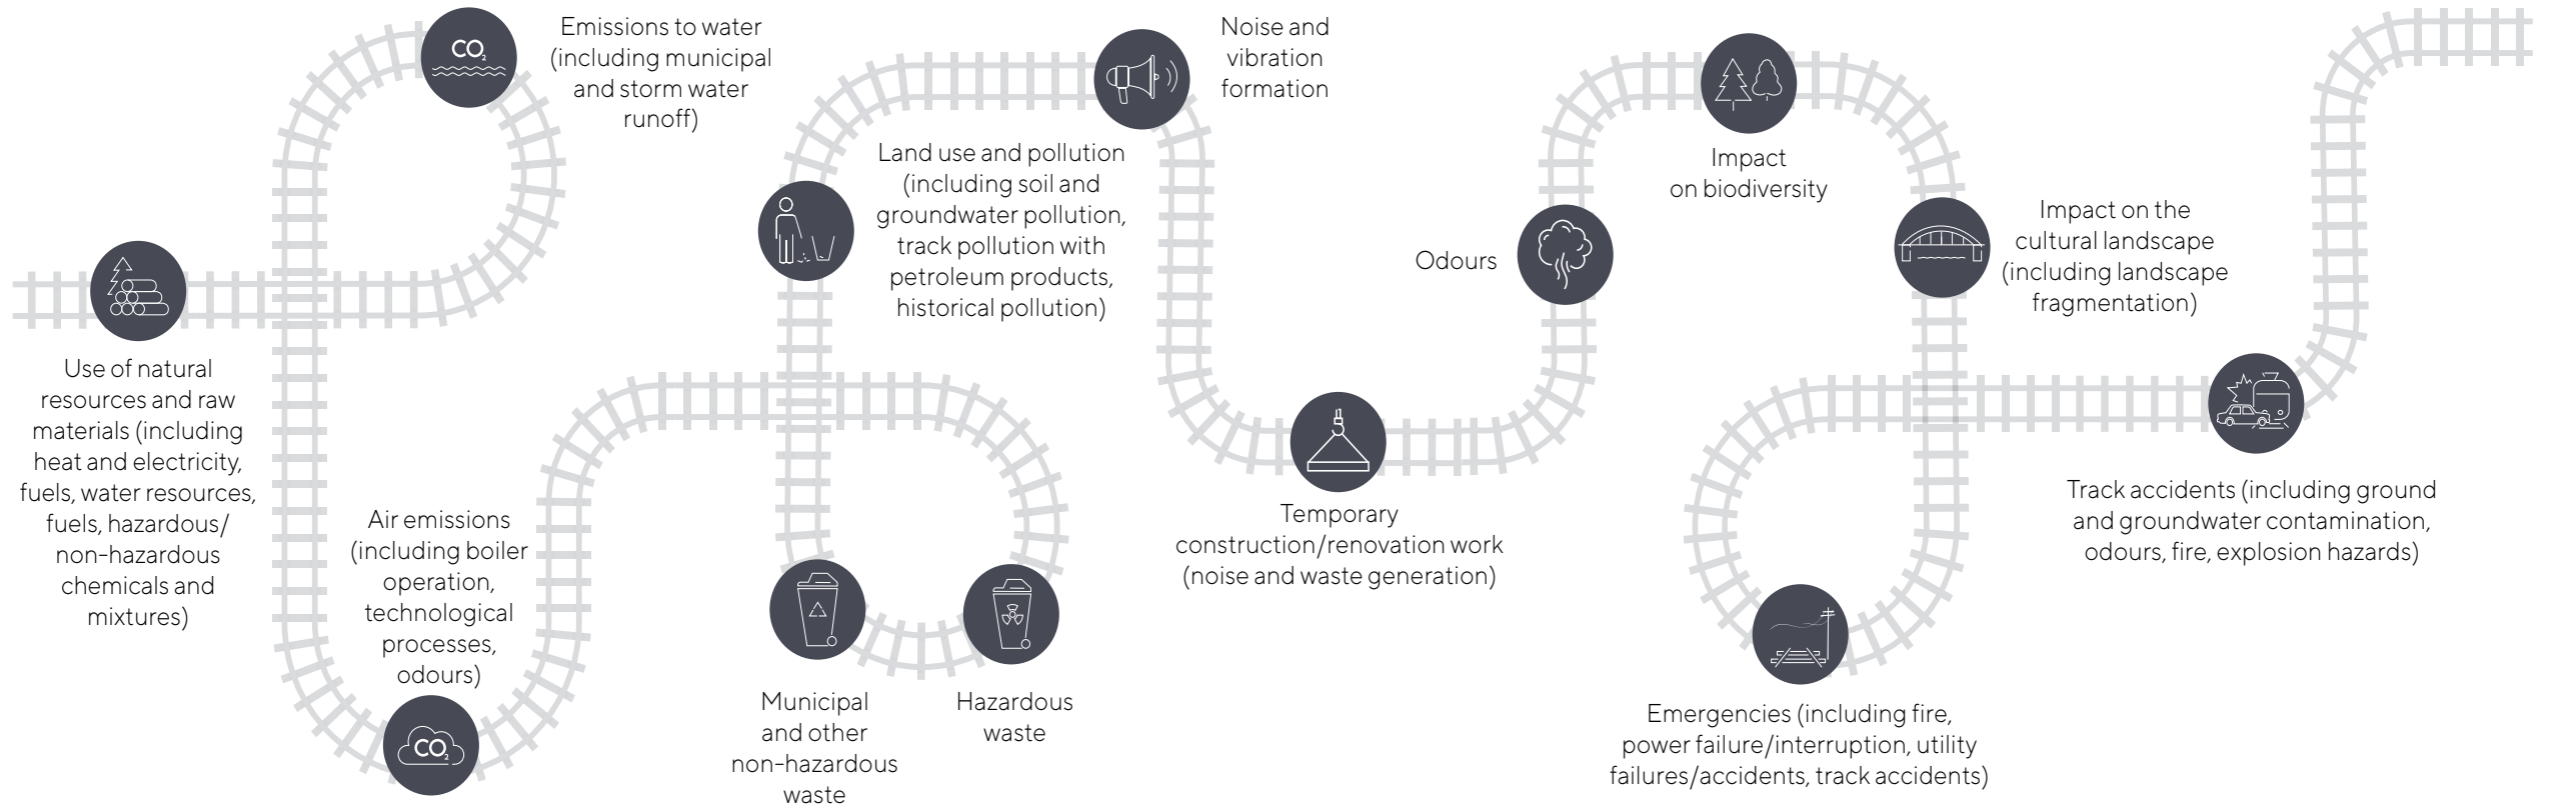 CO₂
Emissions to water
(including municipal
and storm water
runoff)
Use of natural
resources and raw
materials (including
heat and electricity,
fuels, water resources,
fuels, hazardous/
non-hazardous
chemicals and
mixtures)
Air emissions
(including boiler
operation,
technological
processes,
odours)
CO₂
Land use and pollution
(including soil and
groundwater pollution,
track pollution with
petroleum products,
historical pollution)
Municipal
and other
non-hazardous
waste
Hazardous
waste
Noise and
vibration
formation
Temporary
construction/renovation work
(noise and waste generation)
Odours
Impact
on biodiversity
Impact on the
cultural landscape
(including landscape
fragmentation)
Emergencies (including fire,
power failure/interruption, utility
failures/accidents, track accidents)
Track accidents (including ground
and groundwater contamination,
odours, fire, explosion hazards)